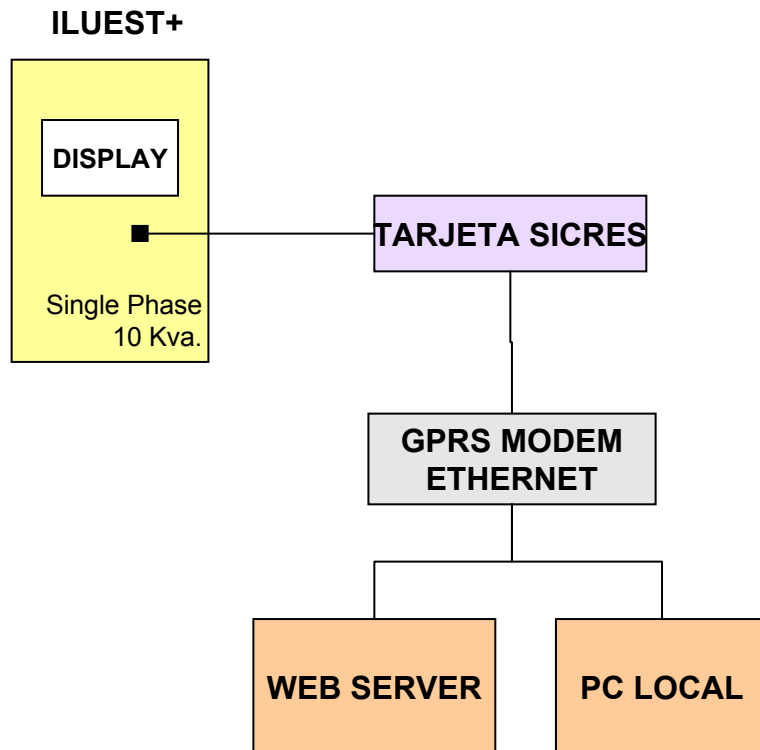 ILUEST+
DISPLAY
TARJETA SICRES
Single Phase
10 Kva.
GPRS MODEM
ETHERNET
WEB SERVER
PC LOCAL